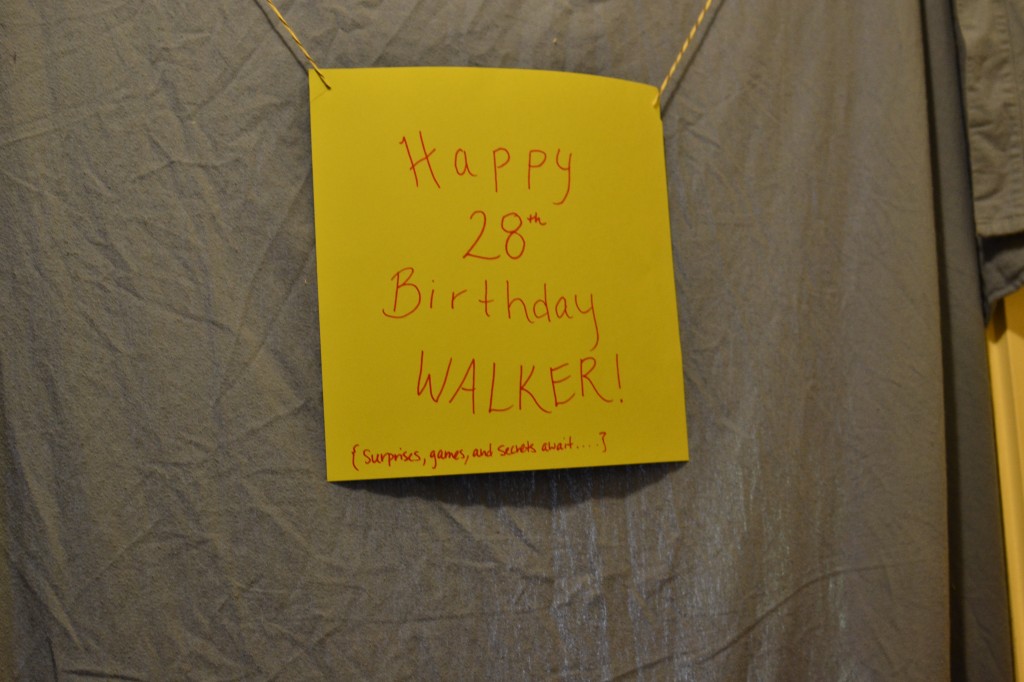 Happy
28th
Birthday
WALKER!
{Surprises, games, and secrets await....}